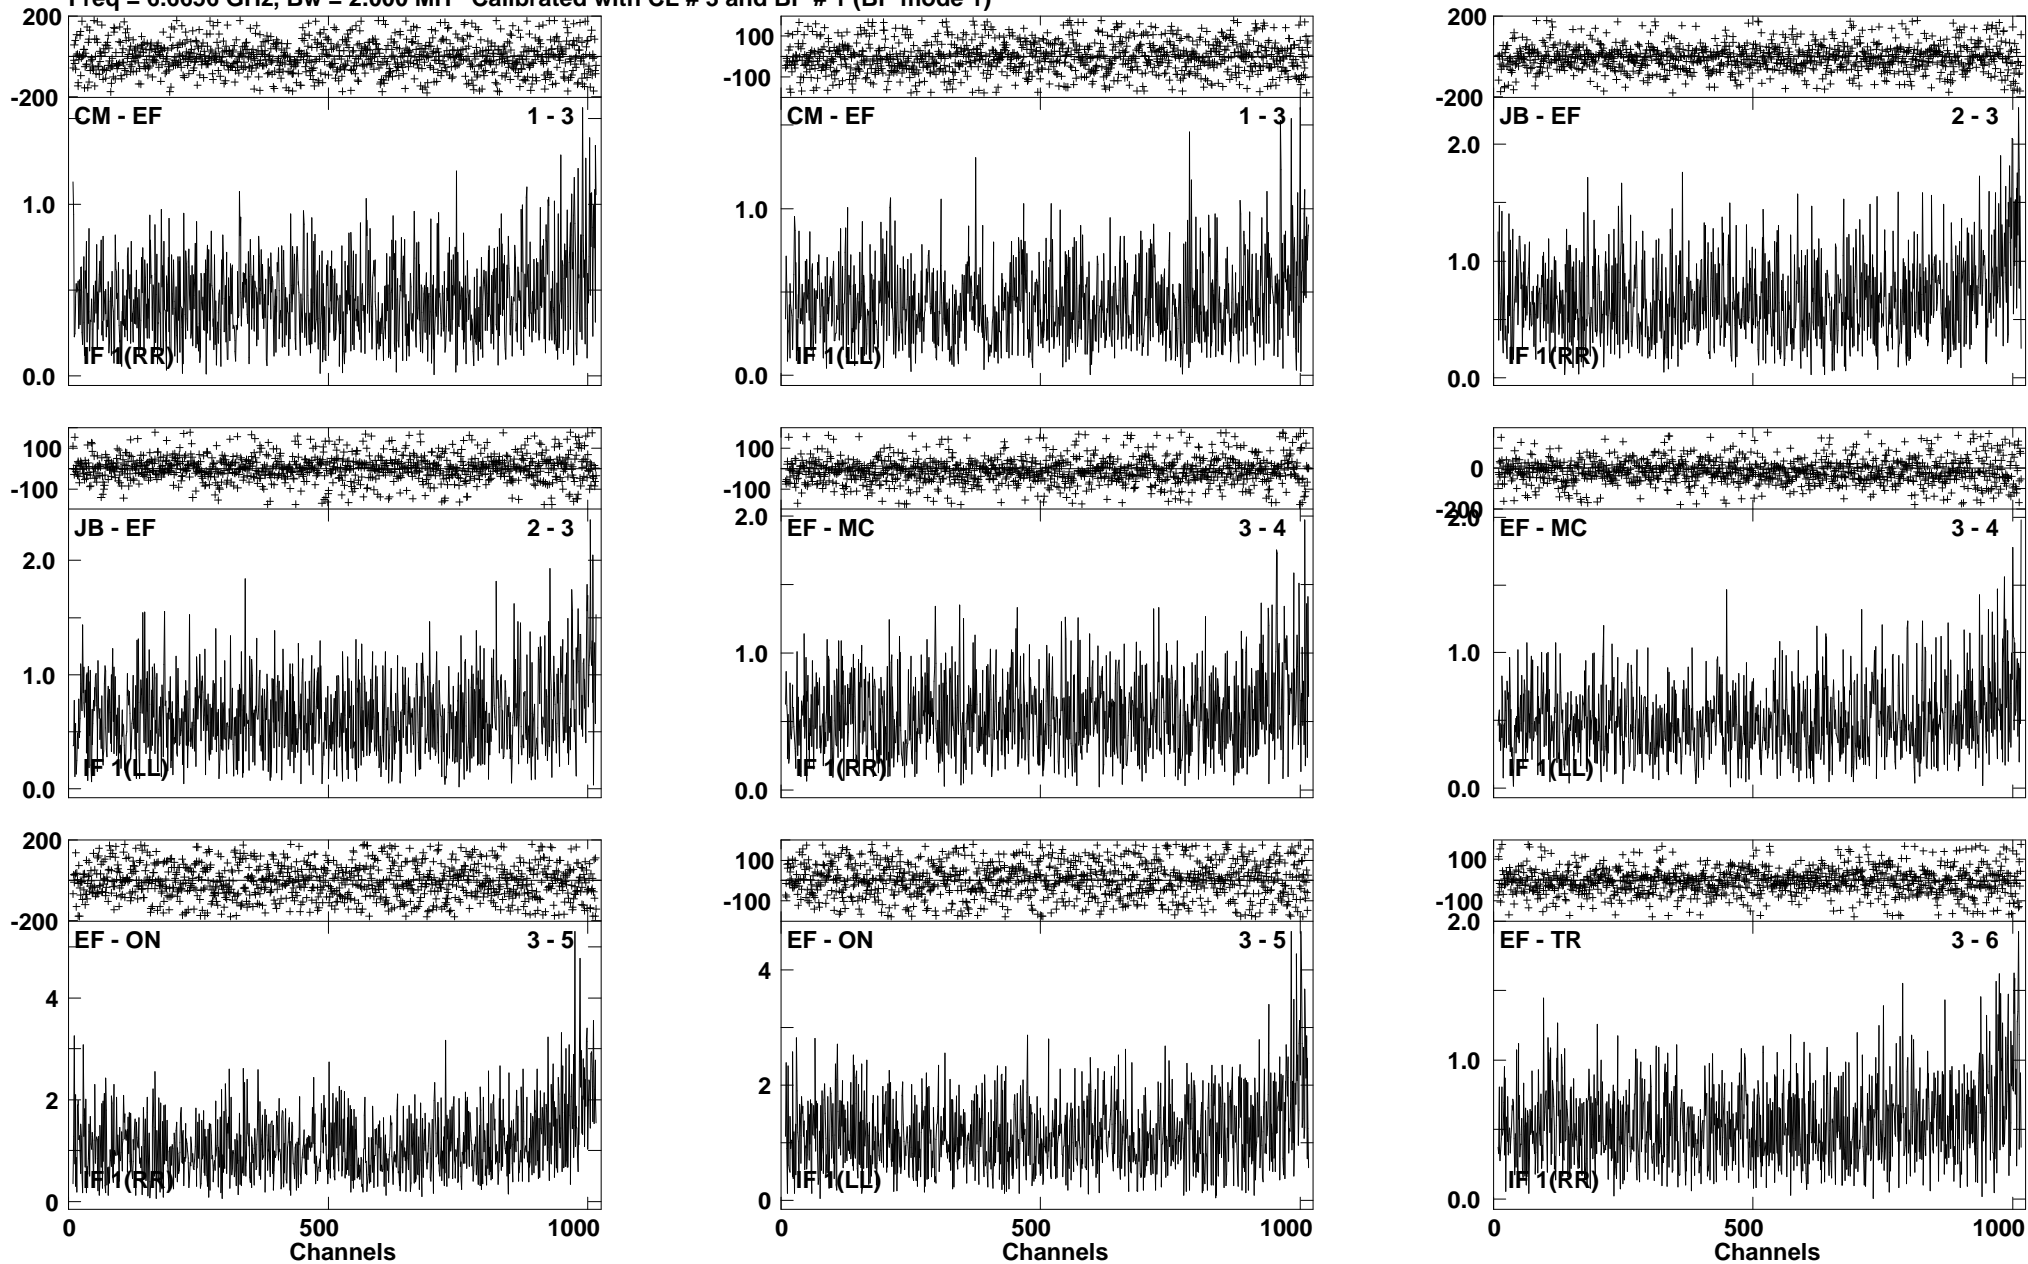 GHz, Bw = 2.000 Calibrated with CL # 3 and BP # 1 (BP mode 1)
200
-200
CM - EF 1 - 3
1.0
0.0
IF 1(RR)
100
-100
CM - EF 1 - 3
1.0
0.0
IF 1(LL)
200
-200
JB - EF 2 - 3
2.0
1.0
0.0
IF 1(RR)
100
-100
JB - EF 2 - 3
2.0
1.0
0.0
IF 1(LL)
100
-100
2.0
EF - MC 3 - 4
1.0
0.0
IF 1(RR)
0
-200
2.0
EF - MC 3 - 4
1.0
0.0
IF 1(LL)
200
-200
EF - ON 3 - 5
4
2
0
IF 1(RR)
0 500 1000
Channels
100
-100
EF - ON 3 - 5
4
2
0
IF 1(LL)
0 500 1000
Channels
100
-100
2.0
EF - TR 3 - 6
1.0
0.0
IF 1(RR)
0 500 1000
Channels